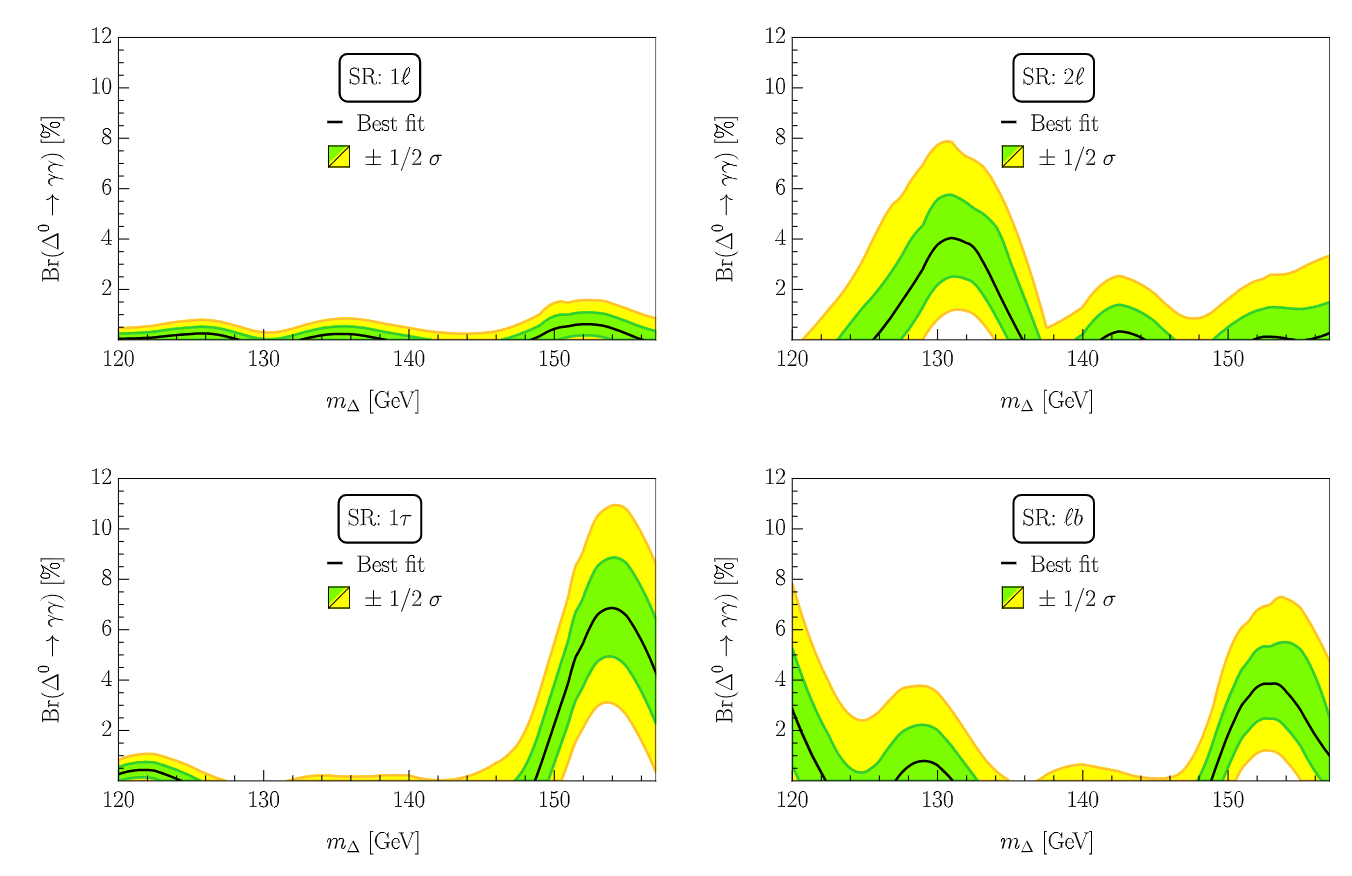 SR: 1ℓ
Best fit
± 1/2 σ
Br(Δ⁰ → γγ) [%]
12
10
8
6
4
2
120
130
140
150
m_Δ [GeV]
SR: 2ℓ
Best fit
± 1/2 σ
Br(Δ⁰ → γγ) [%]
12
10
8
6
4
2
120
130
140
150
m_Δ [GeV]
SR: 1τ
Best fit
± 1/2 σ
Br(Δ⁰ → γγ) [%]
12
10
8
6
4
2
120
130
140
150
m_Δ [GeV]
SR: ℓb
Best fit
± 1/2 σ
Br(Δ⁰ → γγ) [%]
12
10
8
6
4
2
120
130
140
150
m_Δ [GeV]